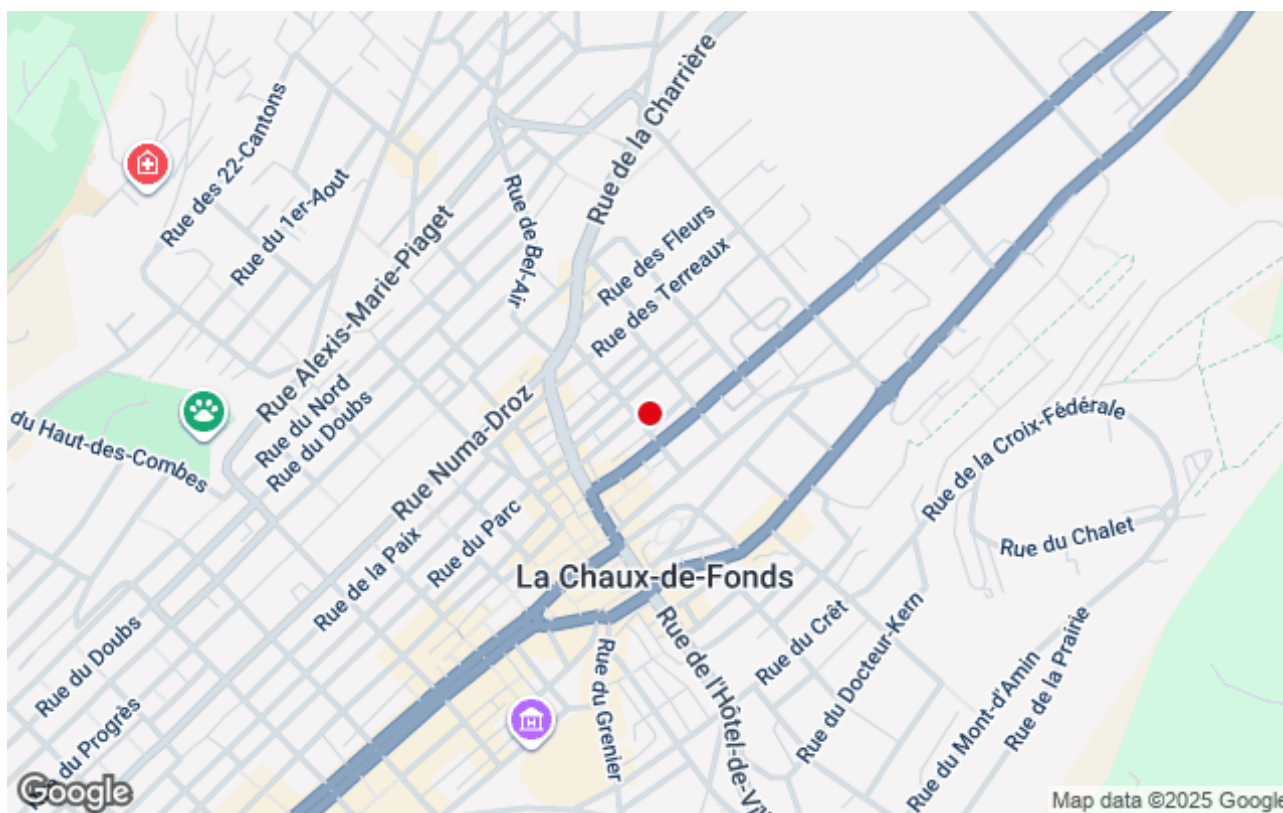 Rue de la Charrière
Rue des 22-Cantons
Rue du 1er-Aout
Rue de Bel-Air
Rue des Fleurs
Rue des Terreaux
Rue Alexis-Marie-Piaget
du Haut-des-Combes
Rue du Nord
Rue du Doubs
Rue Numa-Droz
Rue de la Croix-Fédérale
Rue du Chalet
Rue du Parc
Rue de la Paix
La Chaux-de-Fonds
Rue du Doubs
Rue du Progrès
Rue du Grenier
Rue de l'Hôtel-de-Vil
Rue du Crêt
Rue du Docteur-Kern
Rue du Mont-d'Amin
Rue de la Prairie
H
Google
Map data ©2025 Google